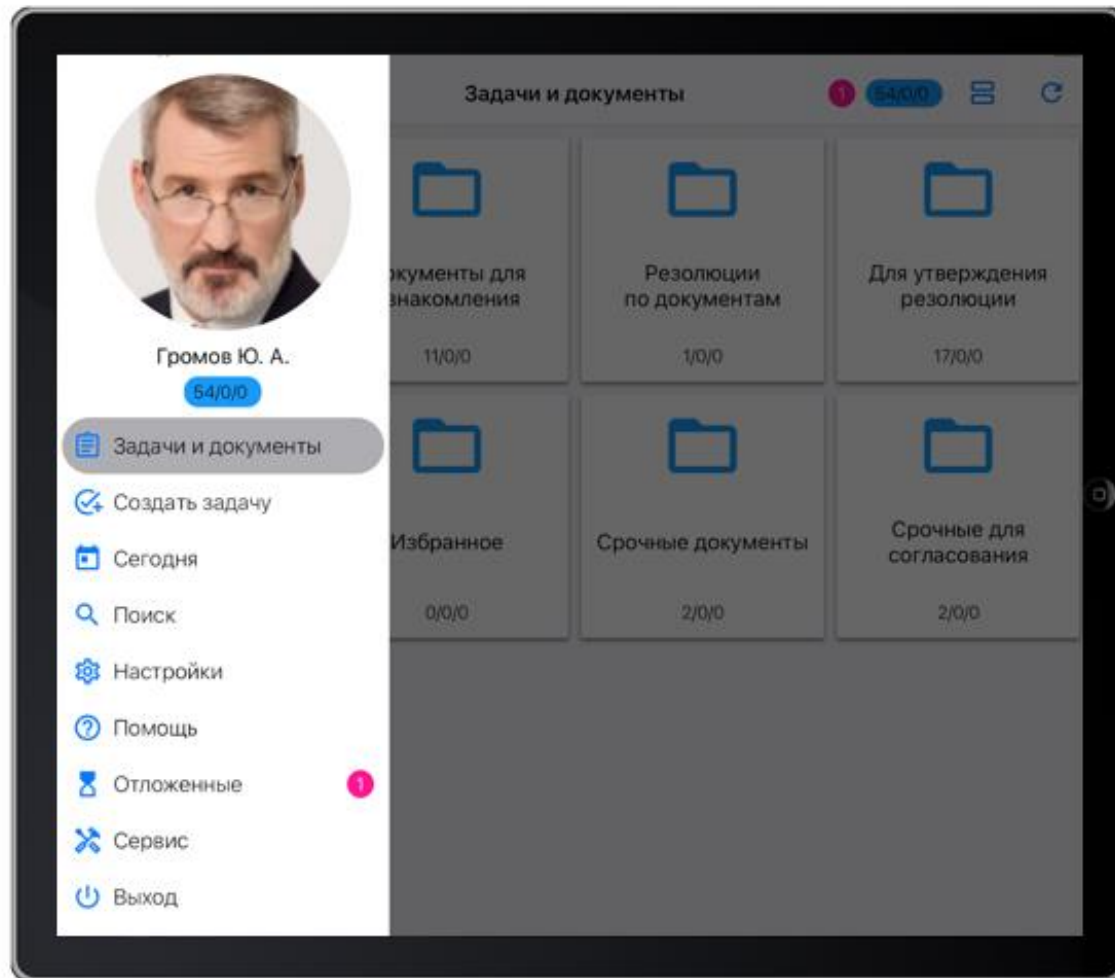 Громов Ю. А.
54/0/0
Задачи и документы
Создать задачу
Сегодня
Поиск
Настройки
Помощь
Отложенные
1
Сервис
Выход
Задачи и документы
1
54/0/0
окументы для
знакомления
11/0/0
Резолюции
по документам
1/0/0
Для утверждения
резолюции
17/0/0
Избранное
0/0/0
Срочные документы
2/0/0
Срочные для
согласования
2/0/0